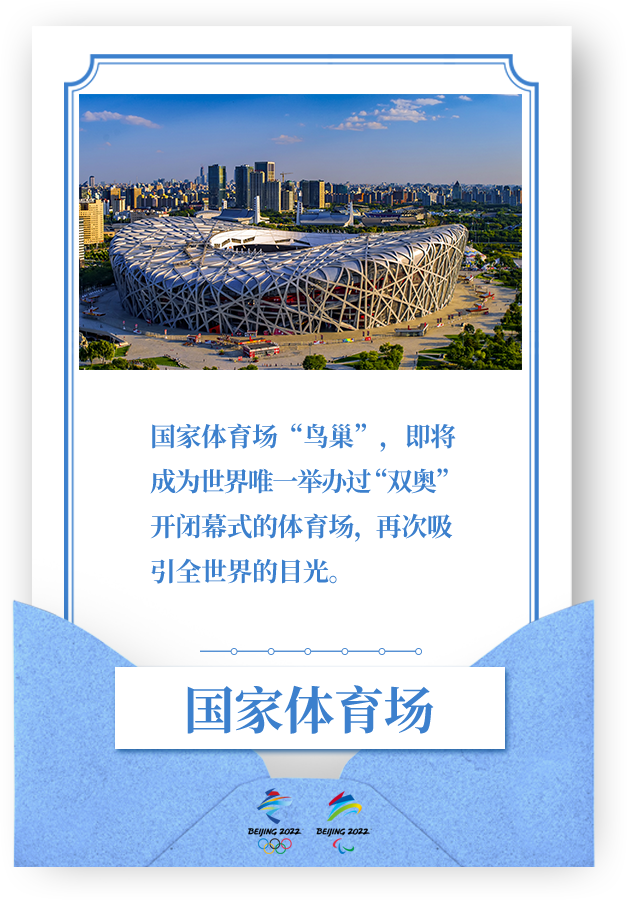 国家体育场“鸟巢”，即将
成为世界唯一举办过“双奥”
开闭幕式的体育场，再次吸
引全世界的目光。
国家体育场
BEIJING 2022 BEIJING 2022